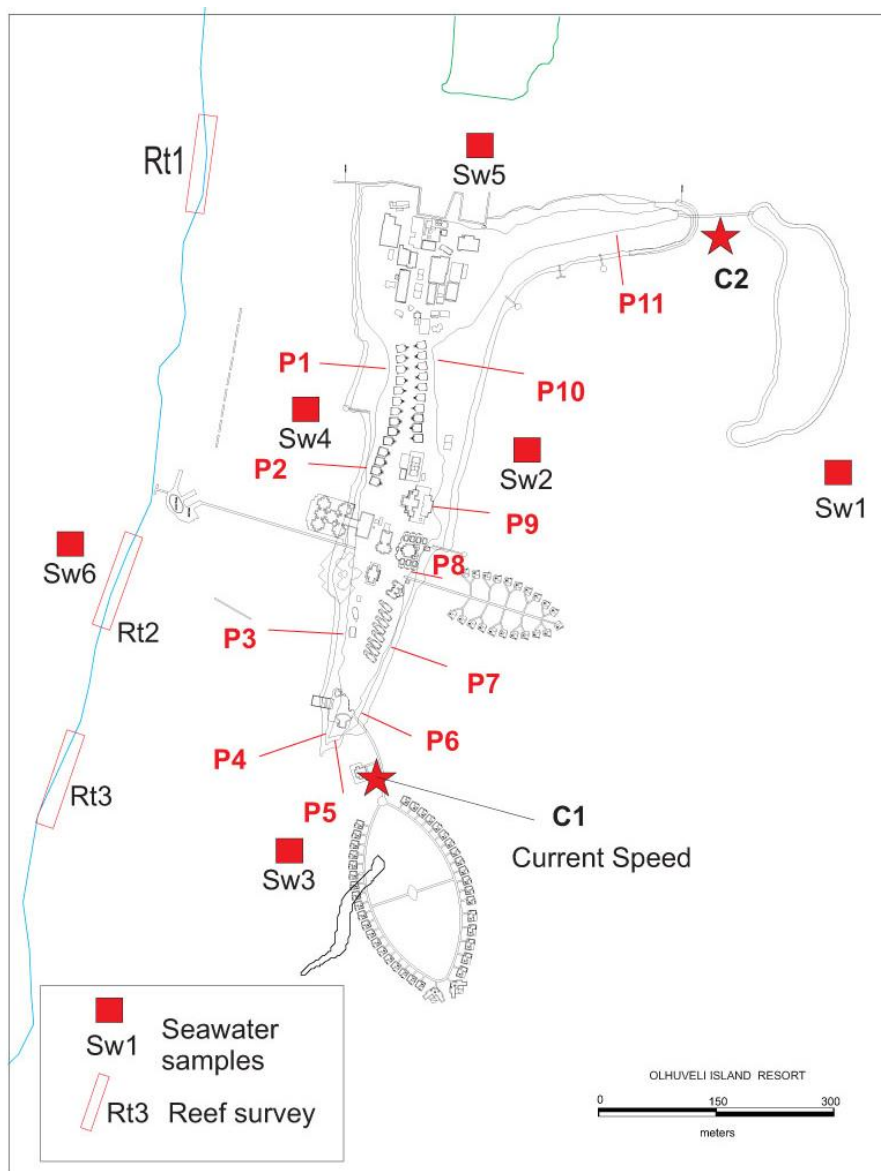 Rt1
Sw5
C2
P11
P1
P10
Sw4
P2
Sw2
Sw1
P9
Sw6
P8
Rt2
P3
P7
P4
P6
Rt3
P5
C1
Current Speed
Sw3
Sw1 Seawater
samples
Rt3 Reef survey
OLHUVELI ISLAND RESORT
0 150 300
meters